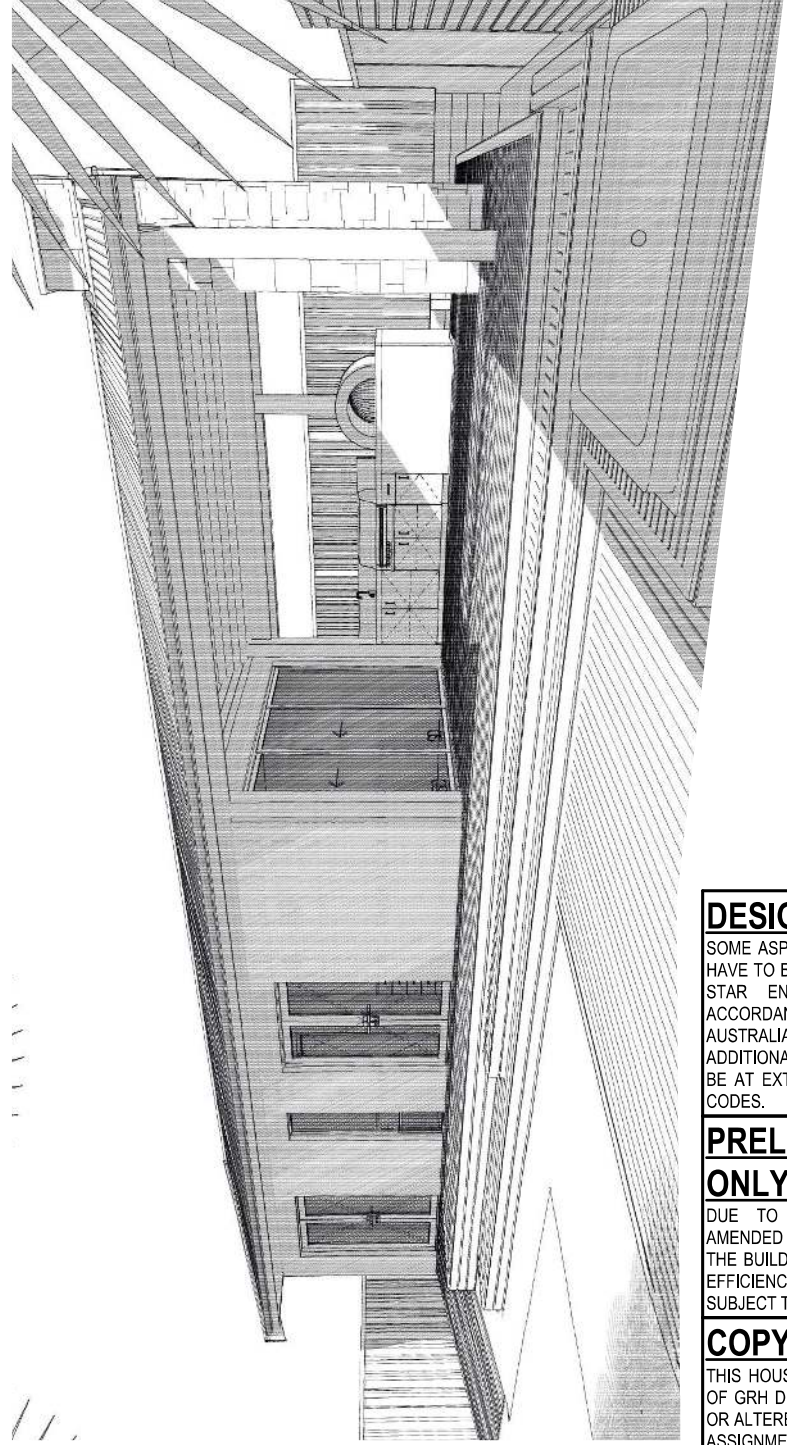 DESIG
SOME ASP
HAVE TO B
STAR EN
ACCORDAN
AUSTRALIA
ADDITIONA
BE AT EXT
CODES.
PREL
ONLY
DUE TO
AMENDED
THE BUILD
EFFICIENC
SUBJECT T
COPY
THIS HOUS
OF GRH D
OR ALTERE
ASSIGNME